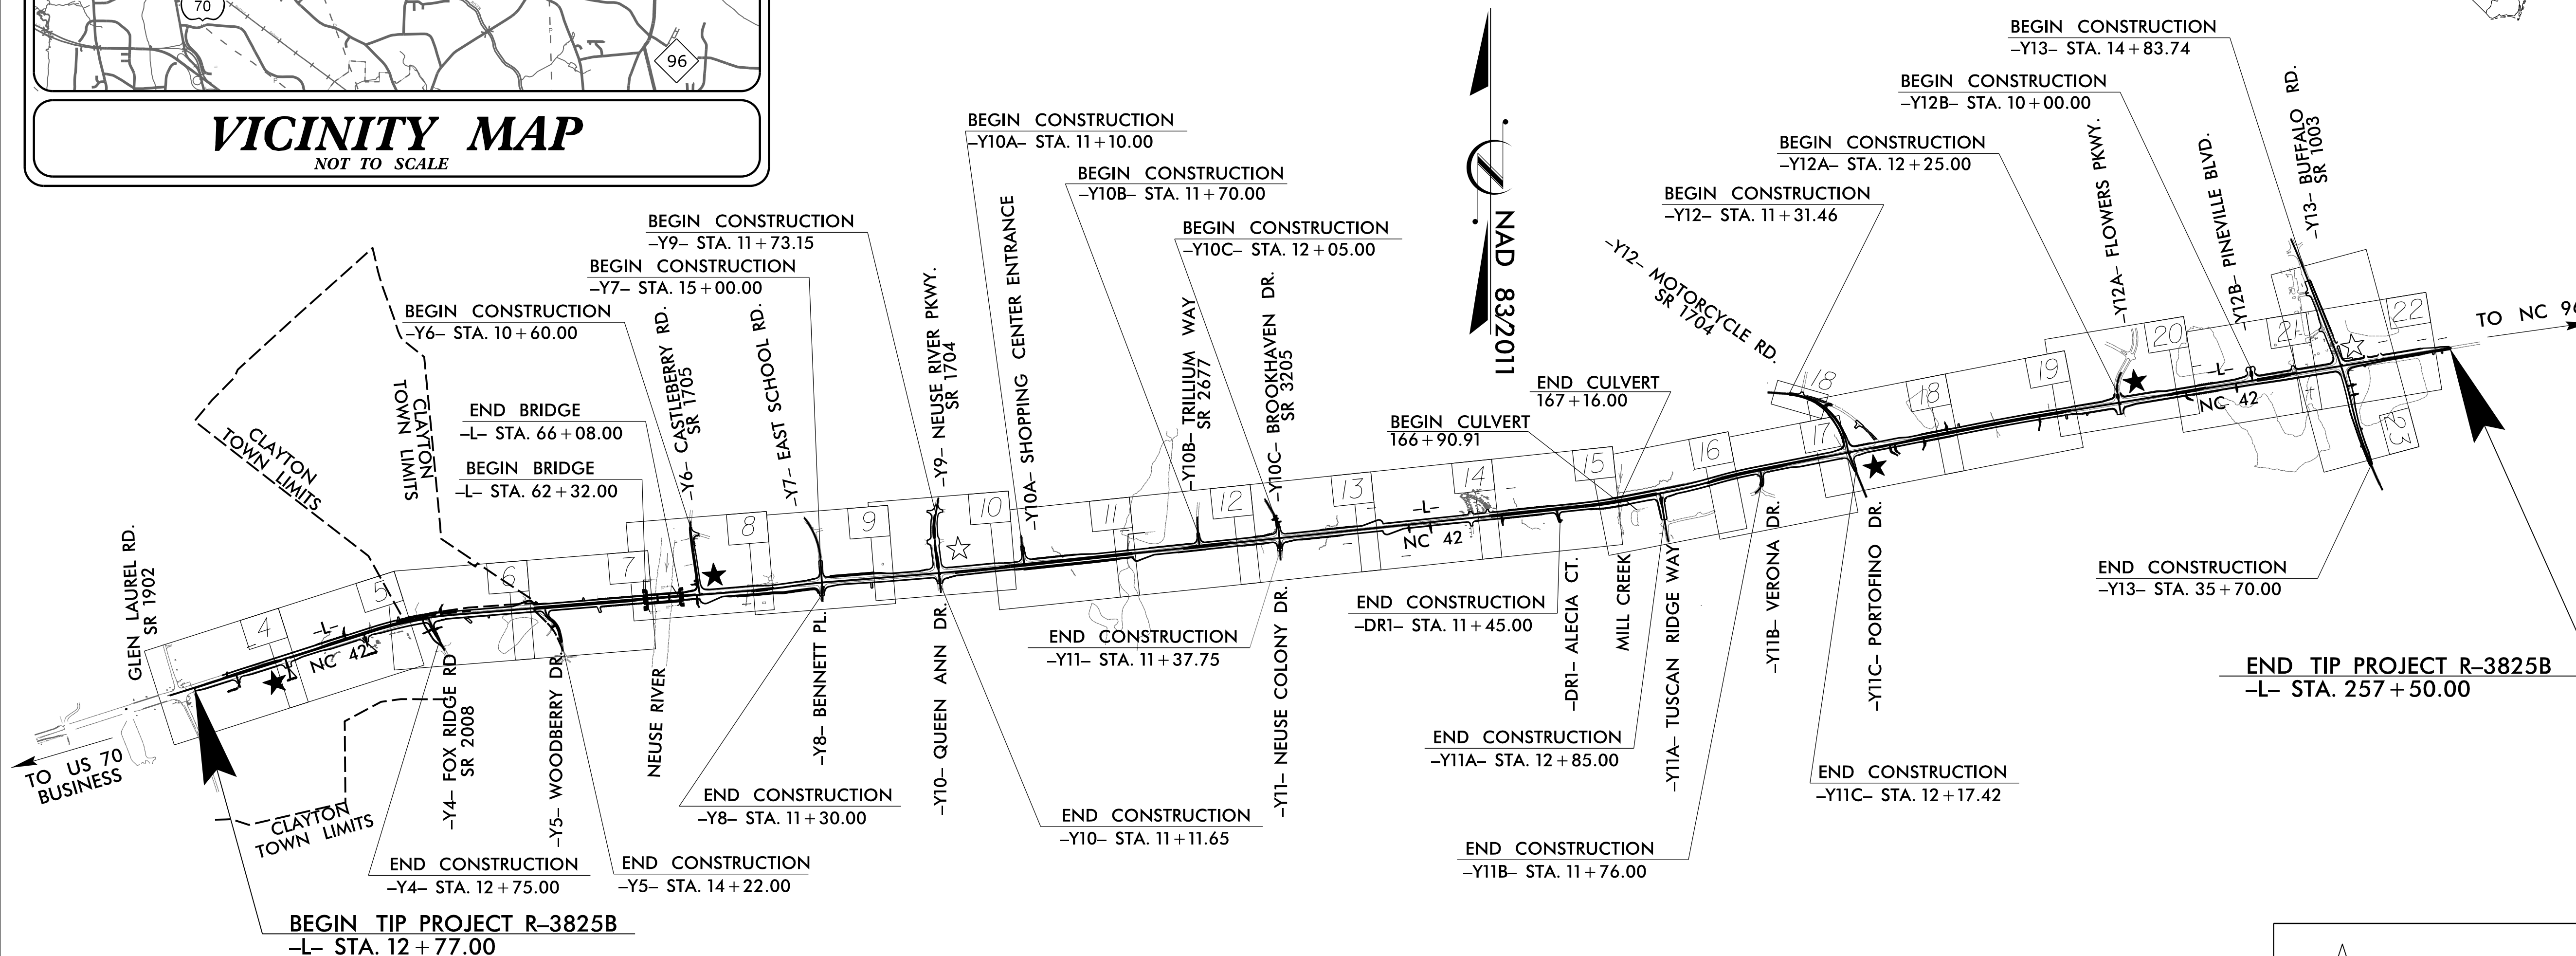 70
96
VICINITY MAP
NOT TO SCALE
BEGIN CONSTRUCTION
-Y6- STA. 10+60.00
BEGIN CONSTRUCTION
-Y7- STA. 15+00.00
BEGIN CONSTRUCTION
-Y9- STA. 11+73.15
BEGIN CONSTRUCTION
-Y10A- STA. 11+10.00
BEGIN CONSTRUCTION
-Y10B- STA. 11+70.00
BEGIN CONSTRUCTION
-Y10C- STA. 12+05.00
NAD 83/2011
BEGIN CONSTRUCTION
-Y12- STA. 11+31.46
BEGIN CONSTRUCTION
-Y12A- STA. 12+25.00
BEGIN CONSTRUCTION
-Y12B- STA. 10+00.00
BEGIN CONSTRUCTION
-Y13- STA. 14+83.74
END BRIDGE
-L- STA. 66+08.00
BEGIN BRIDGE
-L- STA. 62+32.00
END CULVERT
167+16.00
BEGIN CULVERT
166+90.91
CLAYTON
TOWN LIMITS
CLAYTON
TOWN LIMITS
CLAYTON
TOWN LIMITS
GLEN LAUREL RD.
SR 1902
-Y6- CASTLEBERRY RD.
SR 1705
-Y7- EAST SCHOOL RD.
-Y9- NEUSE RIVER PKWY.
SR 1704
-Y10A- SHOPPING CENTER ENTRANCE
-Y10B- TRILLIUM WAY
SR 2677
-Y10C- BROOKHAVEN DR.
SR 3205
-Y12- MOTORCYCLE RD.
SR 1704
-Y12A- FLOWERS PKWY.
-Y12B- PINEVILLE BLVD.
-Y13- BUFFALO RD.
SR 1003
4
5
6
7
8
9
10
11
12
13
14
15
16
17
18
18
19
20
21
22
23
-L-
NC 42
-L-
NC 42
-L-
NC 42
TO US 70
BUSINESS
-Y4- FOX RIDGE RD
SR 2008
-Y5- WOODBERRY DR.
NEUSE RIVER
-Y8- BENNETT PL.
-Y10- QUEEN ANN DR.
-Y11- NEUSE COLONY DR.
-DR1- ALECIA CT.
MILL CREEK
-Y11A- TUSCAN RIDGE WAY
-Y11B- VERONA DR.
-Y11C- PORTOFINO DR.
END CONSTRUCTION
-Y4- STA. 12+75.00
END CONSTRUCTION
-Y5- STA. 14+22.00
END CONSTRUCTION
-Y8- STA. 11+30.00
END CONSTRUCTION
-Y10- STA. 11+11.65
END CONSTRUCTION
-Y11- STA. 11+37.75
END CONSTRUCTION
-DR1- STA. 11+45.00
END CONSTRUCTION
-Y11A- STA. 12+85.00
END CONSTRUCTION
-Y11B- STA. 11+76.00
END CONSTRUCTION
-Y11C- STA. 12+17.42
END CONSTRUCTION
-Y13- STA. 35+70.00
TO NC 96
BEGIN TIP PROJECT R-3825B
-L- STA. 12+77.00
END TIP PROJECT R-3825B
-L- STA. 257+50.00